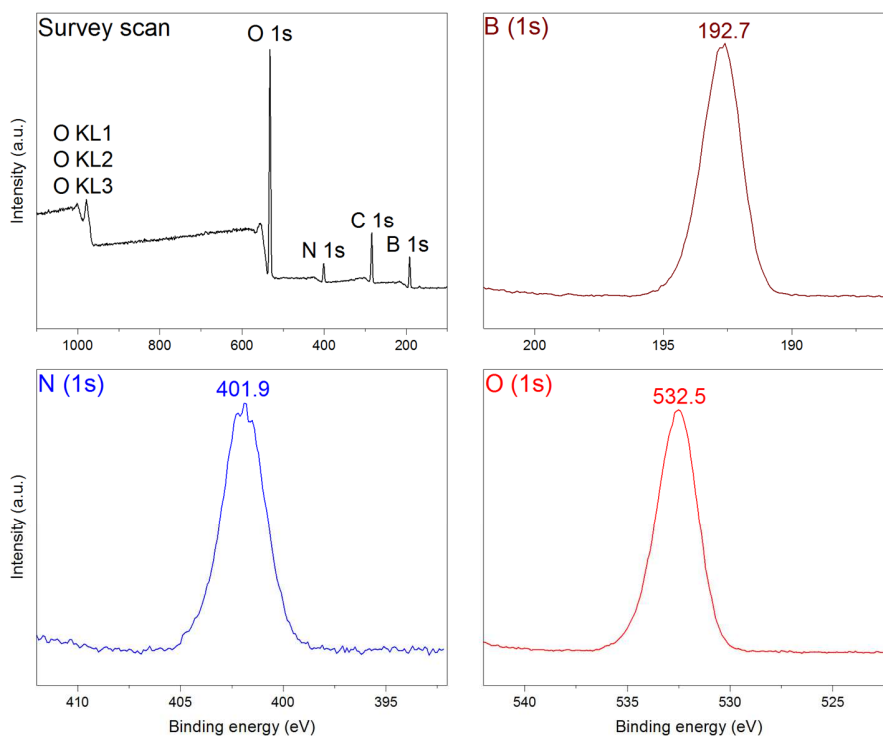 Survey scan
O 1s
O KL1
O KL2
O KL3
N 1s
C 1s
B 1s
Intensity (a.u.)
1000
800
600
400
200
B (1s)
192.7
200
195
190
N (1s)
401.9
Intensity (a.u.)
410
405
400
395
Binding energy (eV)
O (1s)
532.5
540
535
530
525
Binding energy (eV)